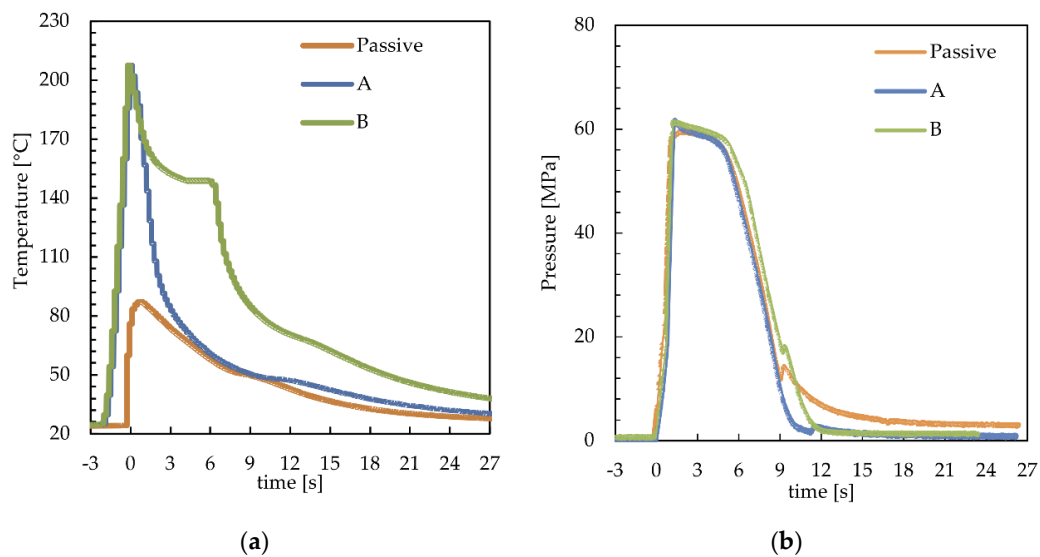 230
200
170
140
110
80
50
20
Temperature [°C]
Passive
A
B
-3 0 3 6 9 12 15 18 21 24 27
time [s]
(a)
80
60
40
20
0
Pressure [MPa]
Passive
A
B
-3 0 3 6 9 12 15 18 21 24 27
time [s]
(b)